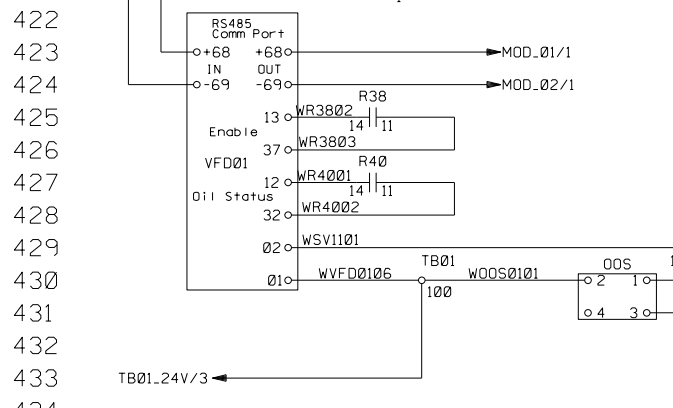 422
RS485
Comm Port
423
+68 +68 MOD_01/1
IN OUT
424
-69 -69 MOD_02/1
R38
425
13 WR3802
14 11
Enable
426
37 WR3803
VFD01
R40
427
12 WR4001
14 11
Oil Status
428
32 WR4002
429
02 WSV1101
TB01
OOS
1
430
01 WVFD0106 WOOS0101 2 1
100
431
4 3
432
433
TB01_24V/3